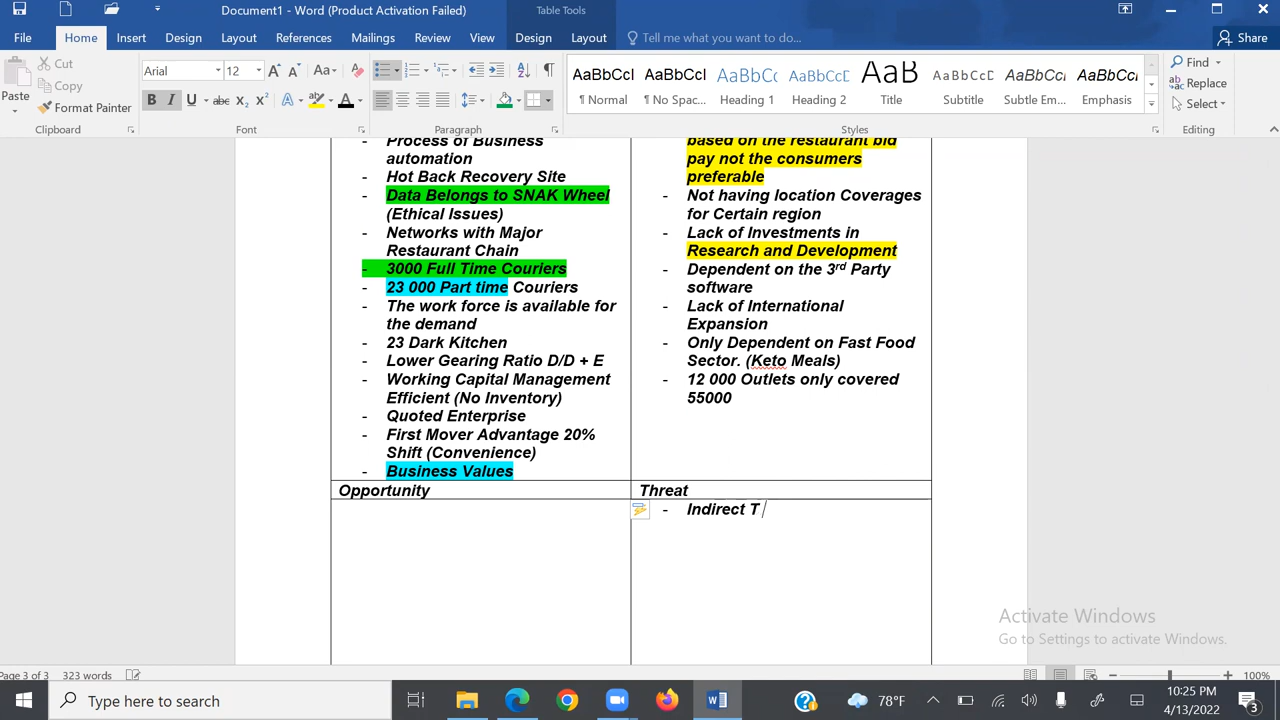 Document1 - Word (Product Activation Failed)
Table Tools
File Home Insert Design Layout References Mailings Review View Design Layout Tell me what you want to do... Share
Paste
Cut
Copy
Format Painter
Clipboard
Arial 12
Font
Paragraph
AaBbCcI AaBbCcI AaBbCc AaBbCcD AaB AaBbCcD AaBbCcDc AaBbCcDc
¶ Normal ¶ No Spac... Heading 1 Heading 2 Title Subtitle Subtle Em... Emphasis
Styles
Find
Replace
Select
Editing
- Process of Business
automation
- Hot Back Recovery Site
- Data Belongs to SNAK Wheel
(Ethical Issues)
- Networks with Major
Restaurant Chain
- 3000 Full Time Couriers
- 23 000 Part time Couriers
- The work force is available for
the demand
- 23 Dark Kitchen
- Lower Gearing Ratio D/D + E
- Working Capital Management
Efficient (No Inventory)
- Quoted Enterprise
- First Mover Advantage 20%
Shift (Convenience)
- Business Values
based on the restaurant bid
pay not the consumers
preferable
- Not having location Coverages
for Certain region
- Lack of Investments in
Research and Development
- Dependent on the 3rd Party
software
- Lack of International
Expansion
- Only Dependent on Fast Food
Sector. (Keto Meals)
- 12 000 Outlets only covered
55000
Opportunity
Threat
- Indirect T
Activate Windows
Go to Settings to activate Windows.
Page 3 of 3 323 words
100%
Type here to search
78°F
10:25 PM
4/13/2022
3